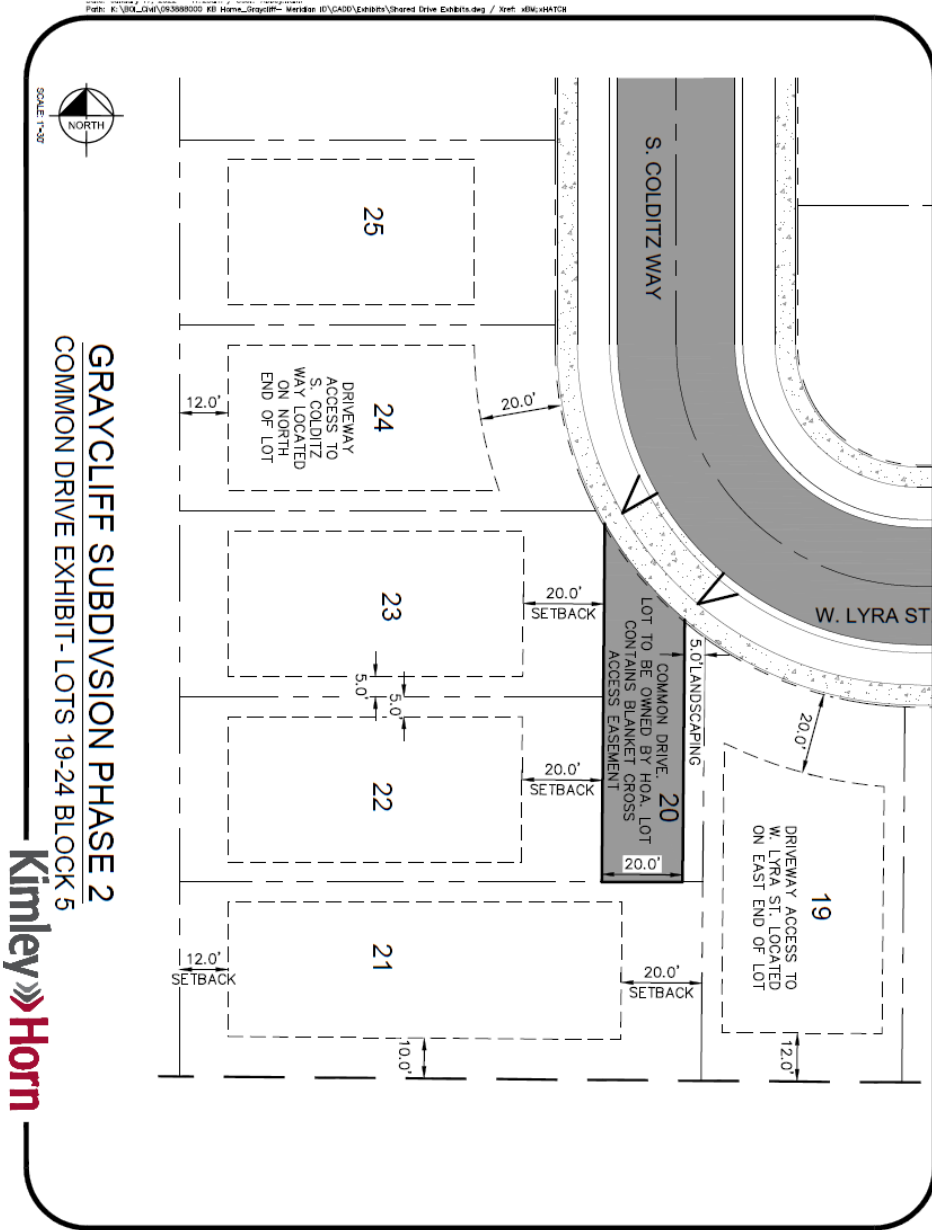 Path: K:\BOI_Civil\093888000 KB Home_Graycliff- Meridian ID\CADD\Exhibits\Shared Drive Exhibits.dwg / Xref: xBW;xHATCH
NORTH
SCALE: 1"=30'
S. COLDITZ WAY
W. LYRA ST
25
24
DRIVEWAY
ACCESS TO
S. COLDITZ
WAY LOCATED
ON NORTH
END OF LOT
12.0'
20.0'
23
20.0'
SETBACK
5.0'
5.0'
22
20.0'
SETBACK
20
COMMON DRIVE.
LOT TO BE OWNED BY HOA. LOT
CONTAINS BLANKET CROSS
ACCESS EASEMENT
20.0'
5.0' LANDSCAPING
20.0'
19
DRIVEWAY ACCESS TO
W. LYRA ST. LOCATED
ON EAST END OF LOT
12.0'
21
12.0'
SETBACK
20.0'
SETBACK
10.0'
GRAYCLIFF SUBDIVSION PHASE 2
COMMON DRIVE EXHIBIT- LOTS 19-24 BLOCK 5
Kimley»Horn